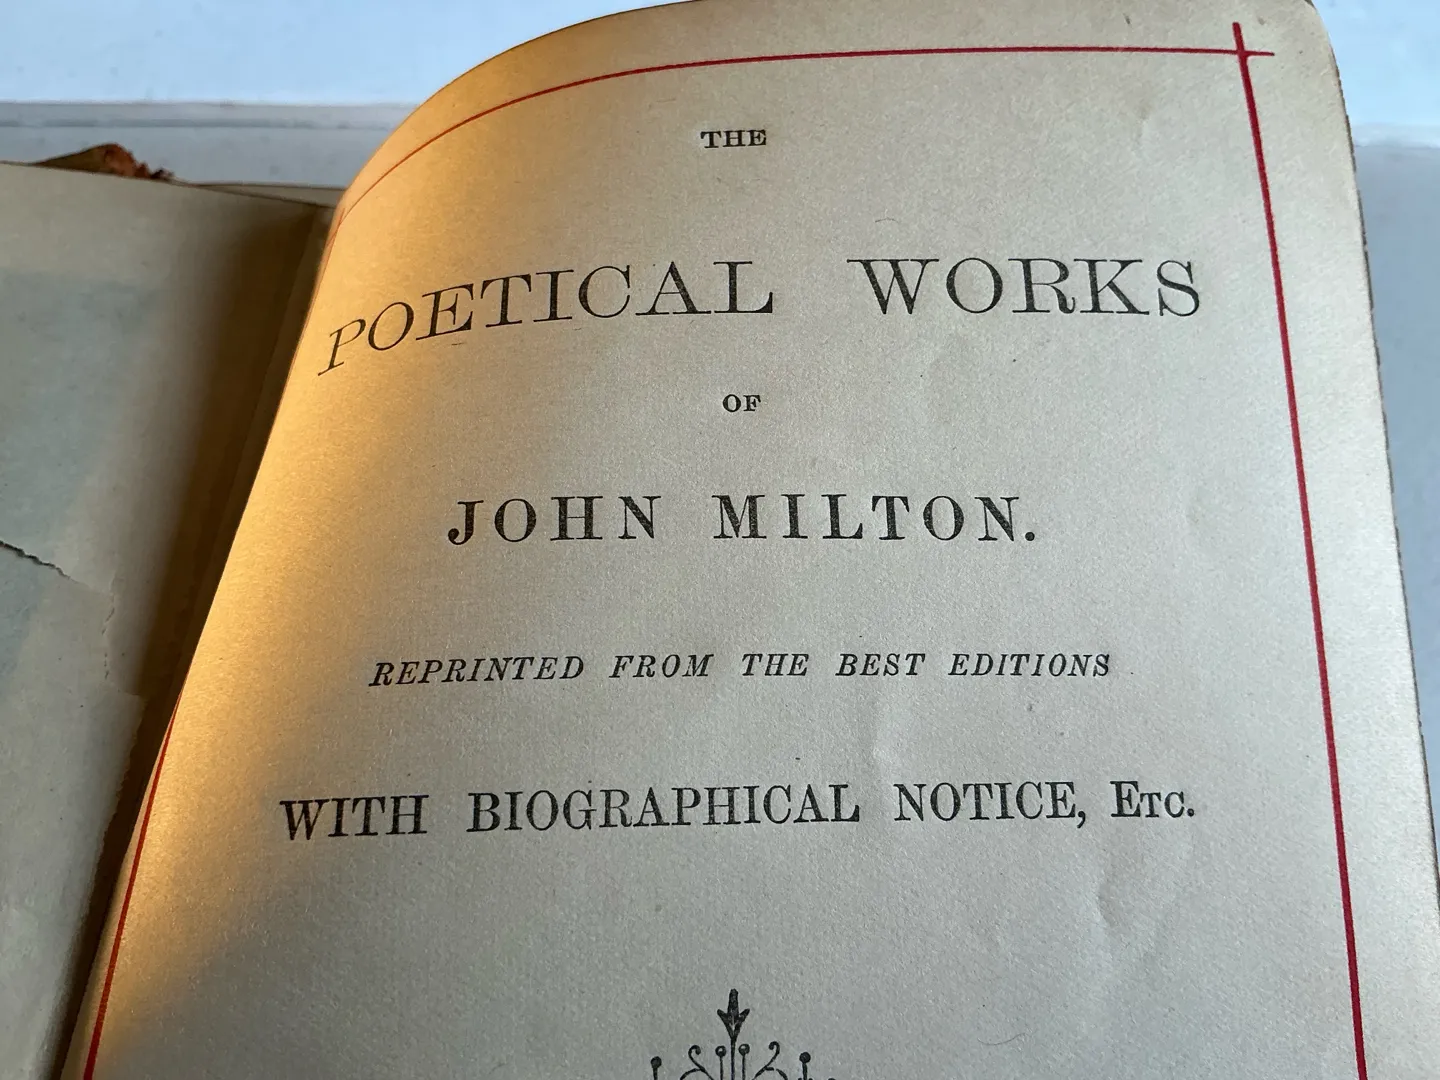 THE
POETICAL WORKS
OF
JOHN MILTON.
REPRINTED FROM THE BEST EDITIONS
WITH BIOGRAPHICAL NOTICE, ETC.